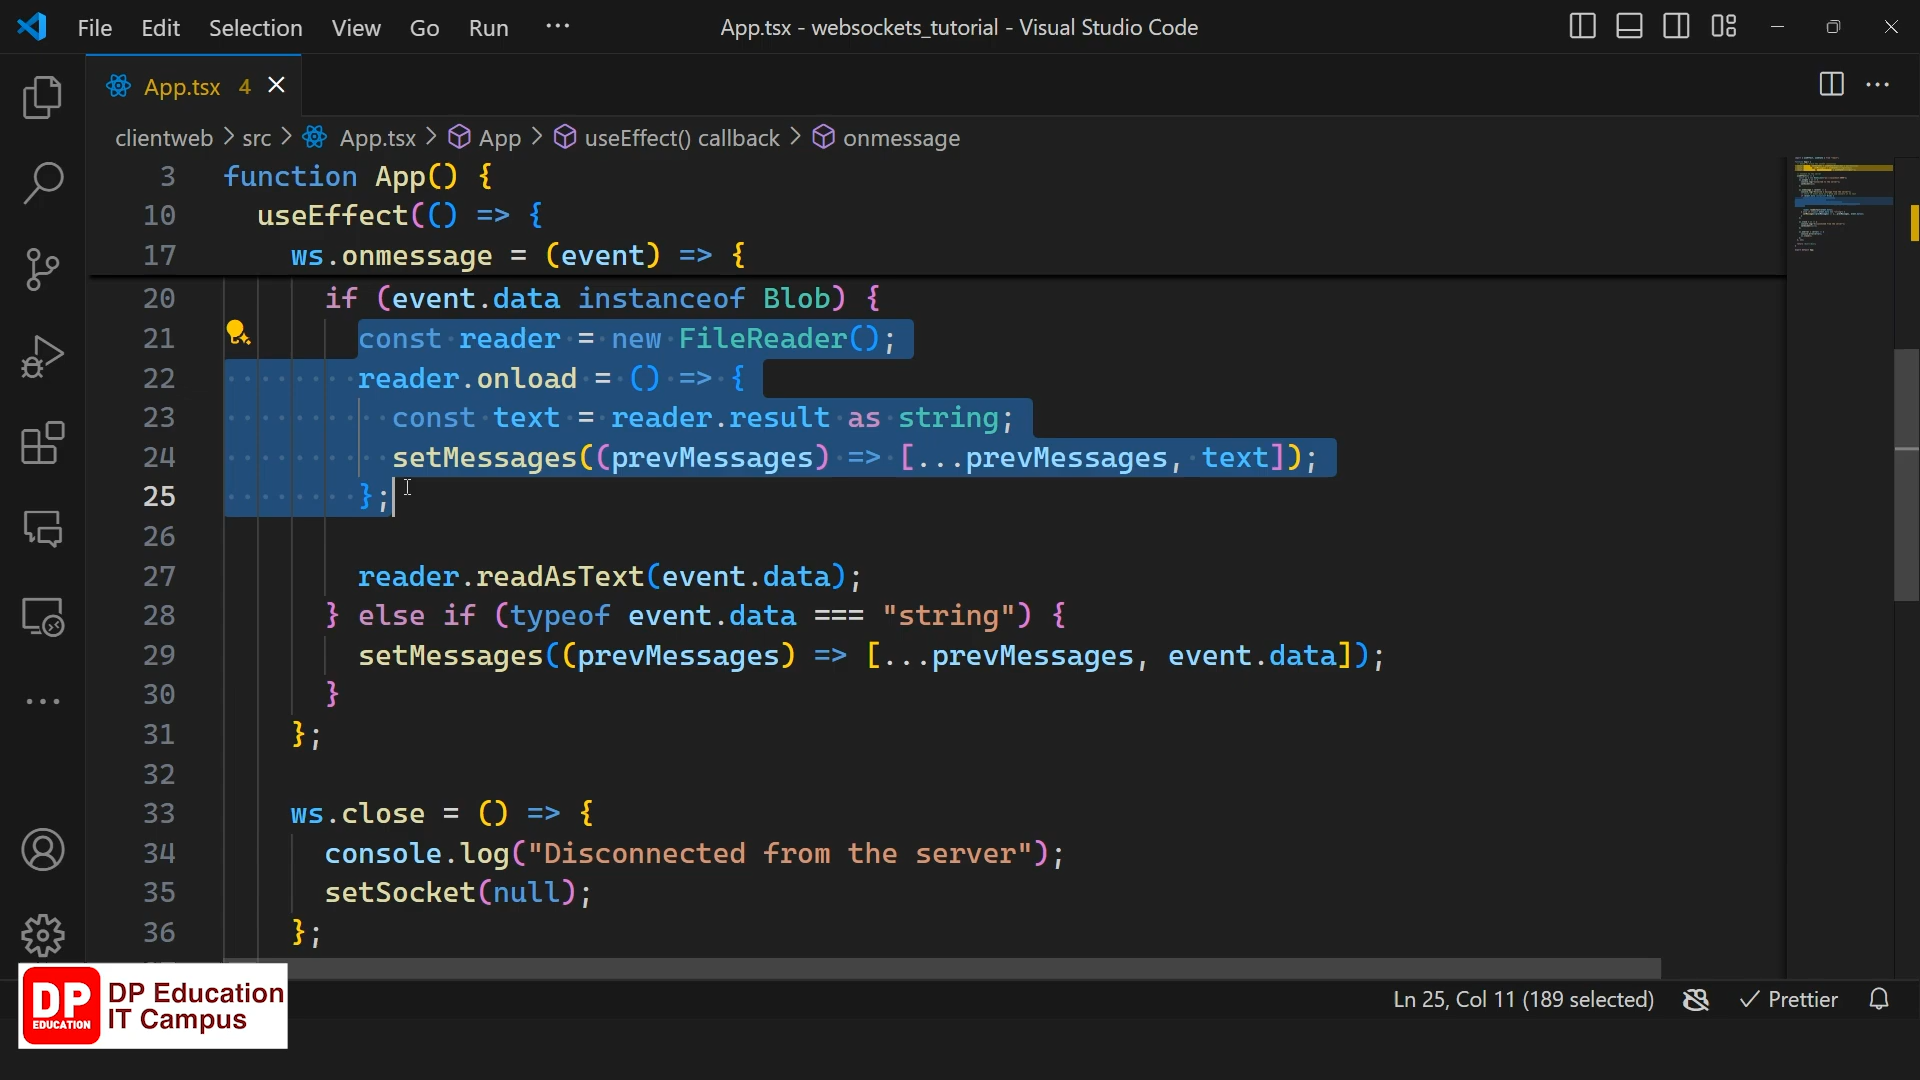 File Edit Selection View Go Run ··· App.tsx - websockets_tutorial - Visual Studio Code
App.tsx 4
clientweb > src > App.tsx > App > useEffect() callback > onmessage
3 function App() {
10 useEffect(() => {
17 ws.onmessage = (event) => {
20 if (event.data instanceof Blob) {
21 const reader = new FileReader();
22 reader.onload = () => {
23 const text = reader.result as string;
24 setMessages((prevMessages) => [...prevMessages, text]);
25 };
26
27 reader.readAsText(event.data);
28 } else if (typeof event.data === "string") {
29 setMessages((prevMessages) => [...prevMessages, event.data]);
30 }
31 };
32
33 ws.close = () => {
34 console.log("Disconnected from the server");
35 setSocket(null);
36 };
DP EDUCATION
DP Education
IT Campus
Ln 25, Col 11 (189 selected) Prettier